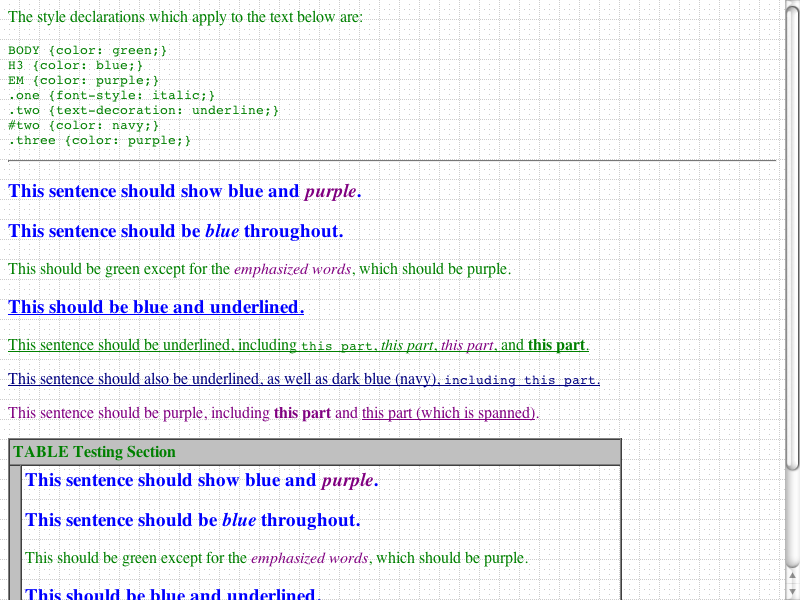 The style declarations which apply to the text below are:
BODY {color: green;}
H3 {color: blue;}
EM {color: purple;}
.one {font-style: italic;}
.two {text-decoration: underline;}
#two {color: navy;}
.three {color: purple;}
This sentence should show blue and purple.
This sentence should be blue throughout.
This should be green except for the emphasized words, which should be purple.
This should be blue and underlined.
This sentence should be underlined, including this part, this part, this part, and this part.
This sentence should also be underlined, as well as dark blue (navy), including this part.
This sentence should be purple, including this part and this part (which is spanned).
TABLE Testing Section
This sentence should show blue and purple.
This sentence should be blue throughout.
This should be green except for the emphasized words, which should be purple.
This should be blue and underlined.